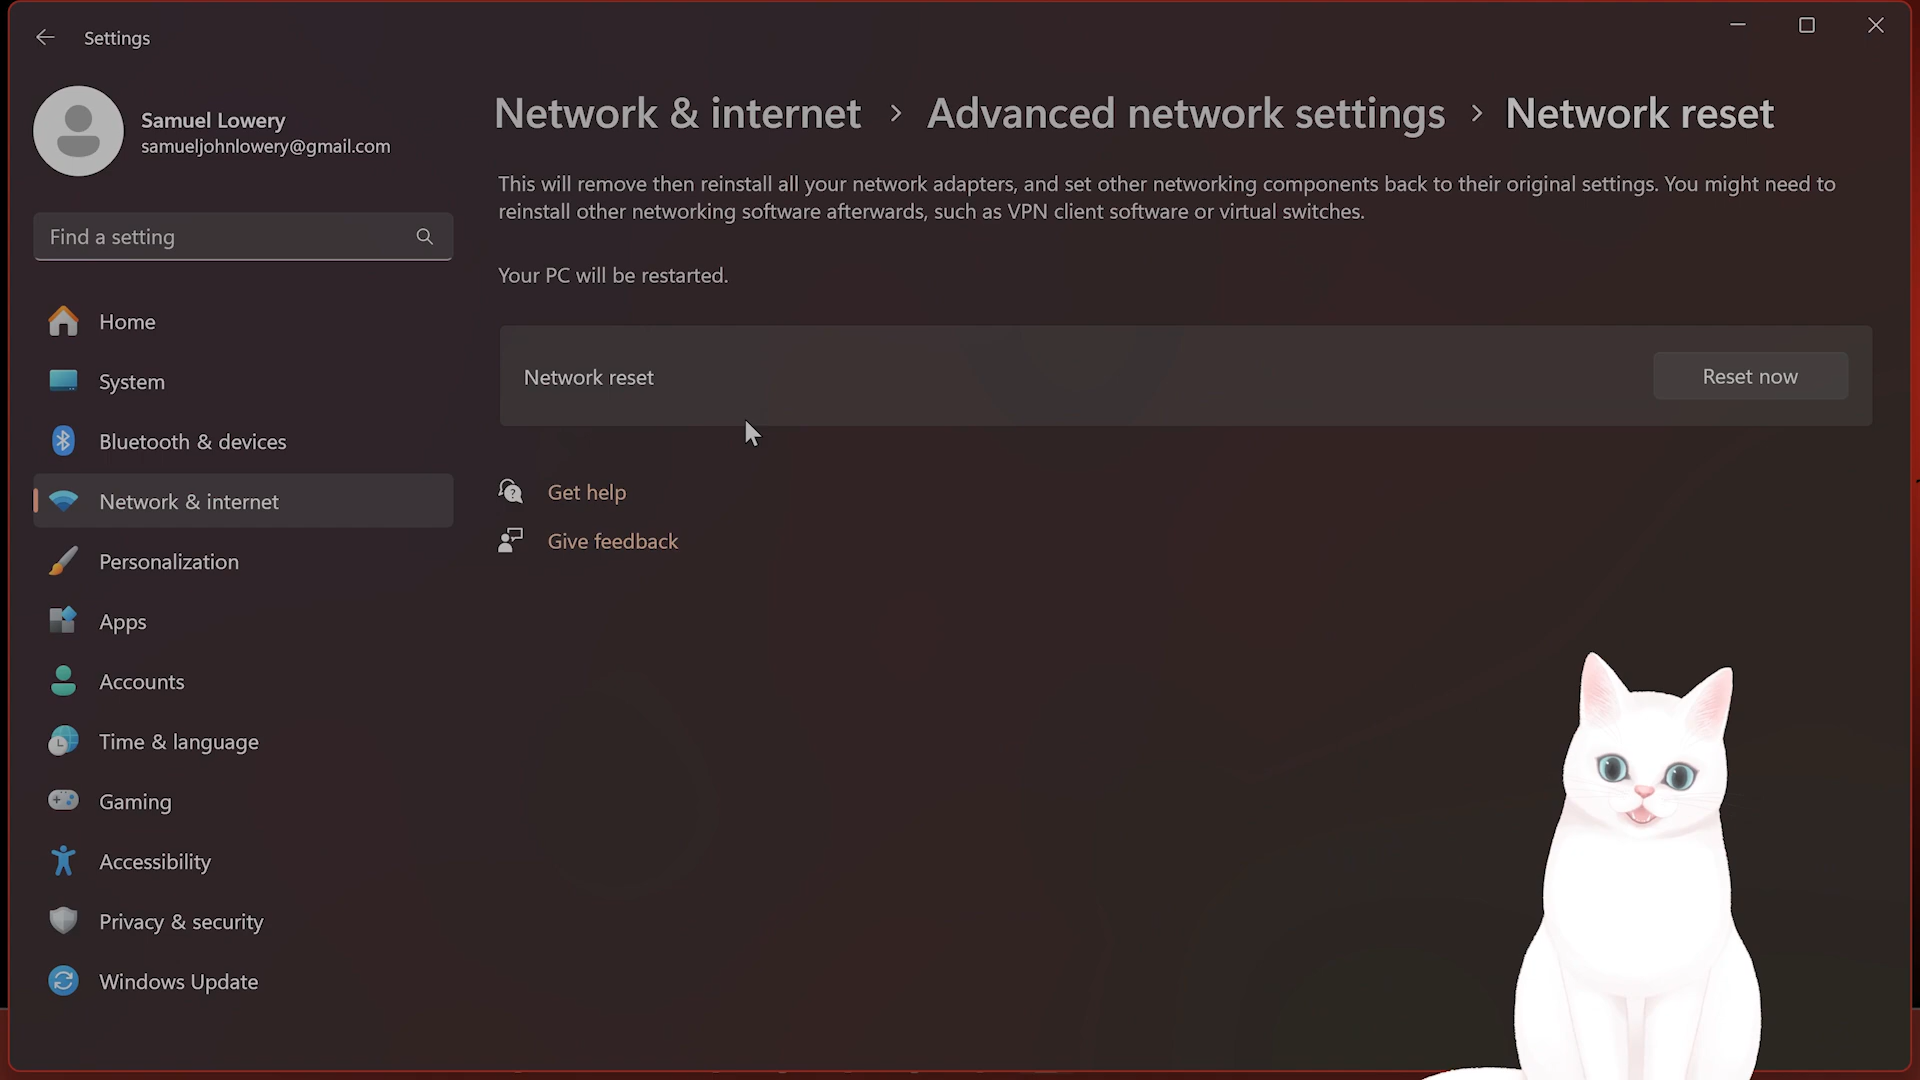 Settings
Samuel Lowery
samueljohnlowery@gmail.com
Find a setting
Home
System
Bluetooth & devices
Network & internet
Personalization
Apps
Accounts
Time & language
Gaming
Accessibility
Privacy & security
Windows Update
Network & internet > Advanced network settings > Network reset
This will remove then reinstall all your network adapters, and set other networking components back to their original settings. You might need to
reinstall other networking software afterwards, such as VPN client software or virtual switches.
Your PC will be restarted.
Network reset
Reset now
Get help
Give feedback